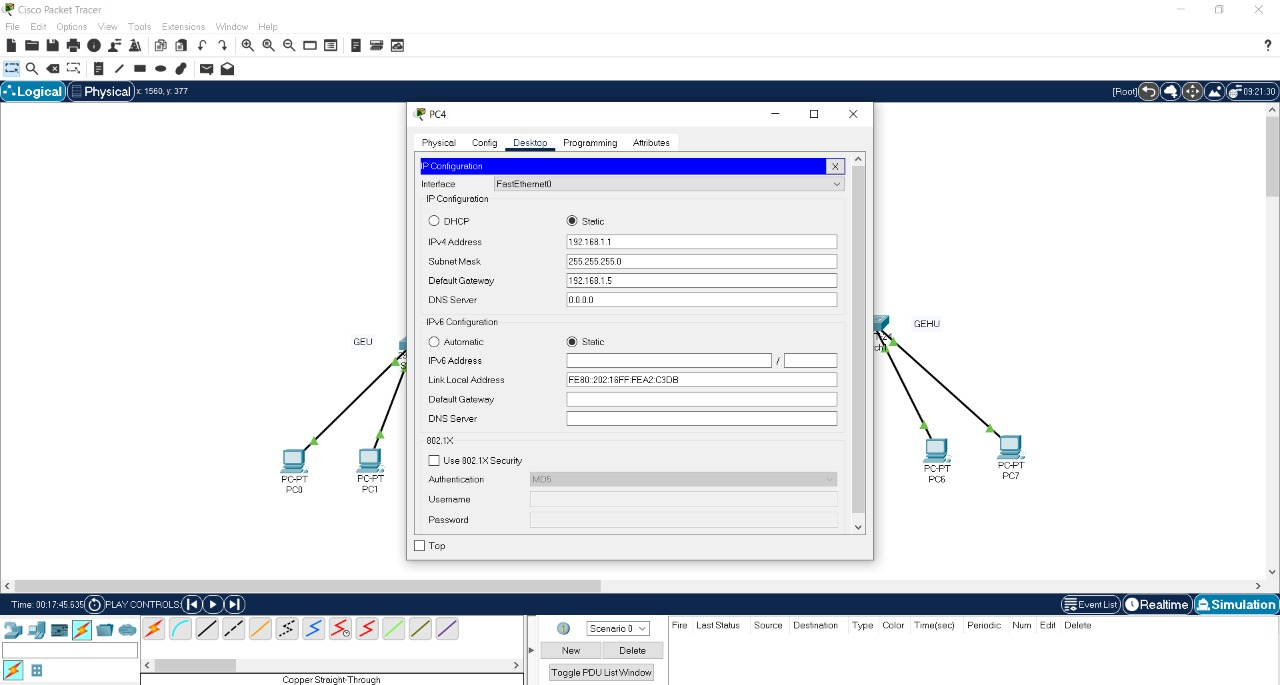 Cisco Packet Tracer
File Edit Options View Tools Extensions Window Help
?
Logical Physical x: 1560, y: 377 [Root] 09:21:30
PC4
Physical Config Desktop Programming Attributes
IP Configuration X
Interface FastEthernet0
IP Configuration
DHCP Static
IPv4 Address 192.168.1.1
Subnet Mask 255.255.255.0
Default Gateway 192.168.1.5
DNS Server 0.0.0.0
IPv6 Configuration
Automatic Static
IPv6 Address /
Link Local Address FE80::202:16FF:FEA2:C3DB
Default Gateway
DNS Server
802.1X
Use 802.1X Security
Authentication MD5
Username
Password
Top
GEU
GEHU
PC-PT
PC0
PC-PT
PC1
PC-PT
PC6
PC-PT
PC7
Time: 00:17:45.635 PLAY CONTROLS: Event List Realtime Simulation
Scenario 0
New Delete
Toggle PDU List Window
Fire Last Status Source Destination Type Color Time(sec) Periodic Num Edit Delete
Copper Straight-Through